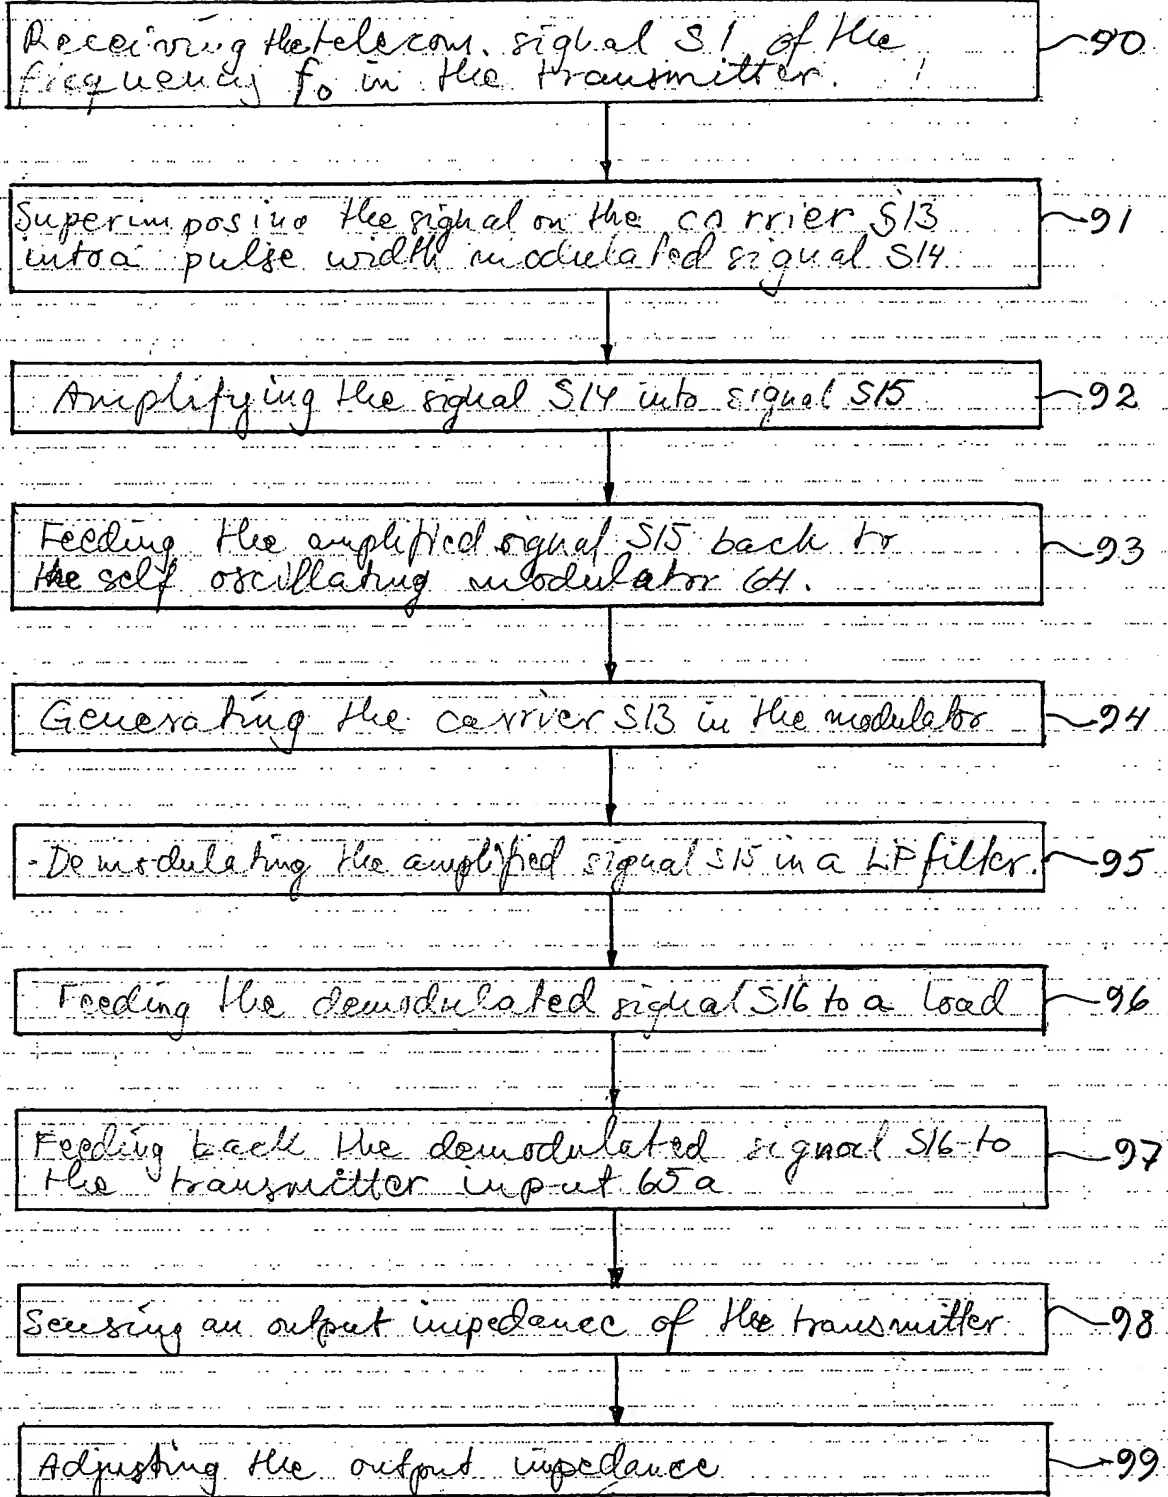 Receiving the telecom. signal S1 of the 90
frequency f₀ in the transmitter.
Superimposing the signal on the carrier S13 91
into a pulse width modulated signal S14
Amplifying the signal S14 into signal S15 92
Feeding the amplified signal S15 back to 93
the self oscillating modulator 64.
Generating the carrier S13 in the modulator 94
Demodulating the amplified signal S15 in a LP filter. 95
Feeding the demodulated signal S16 to a load 96
Feeding back the demodulated signal S16 to 97
the transmitter input 65a
Sensing an output impedance of the transmitter 98
Adjusting the output impedance 99